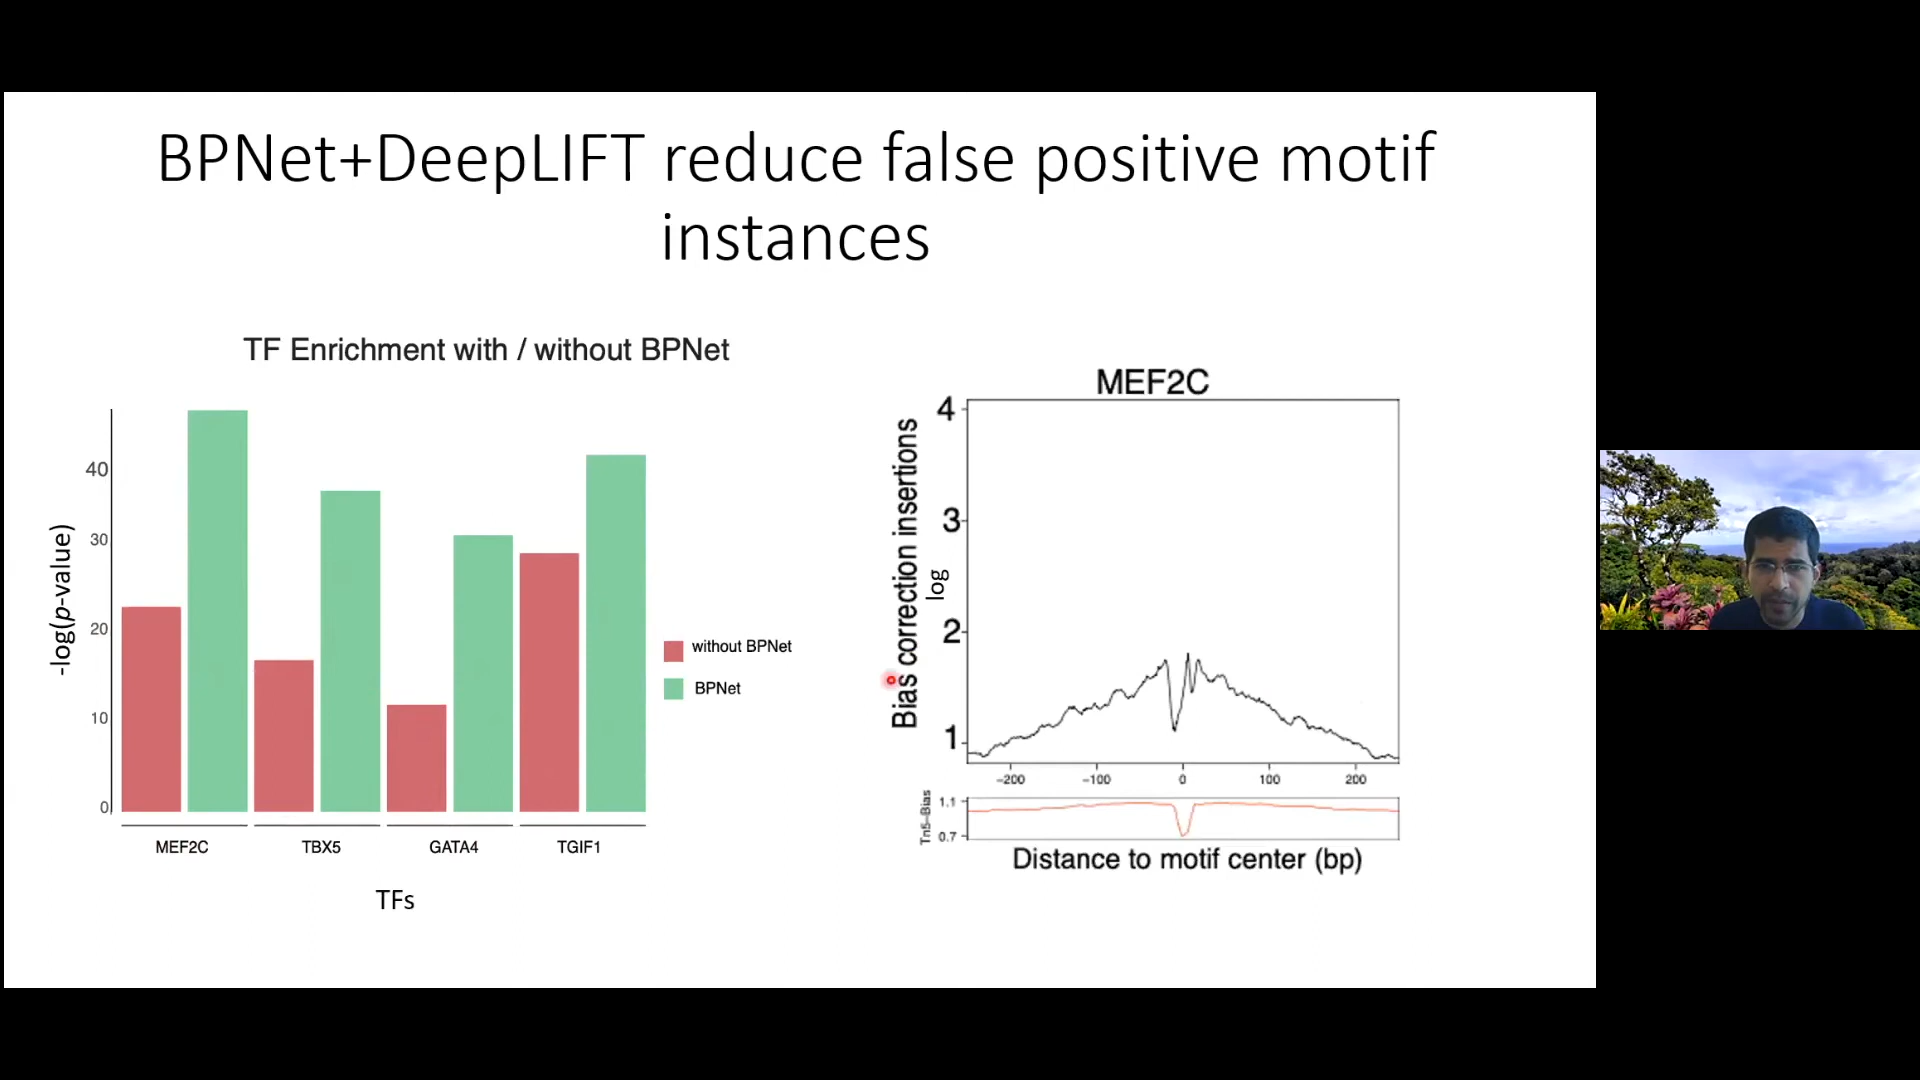 BPNet+DeepLIFT reduce false positive motif
instances
TF Enrichment with / without BPNet
-log(p-value)
40
30
20
10
0
MEF2C
TBX5
GATA4
TGIF1
TFs
without BPNet
BPNet
MEF2C
Bias correction insertions
log
4
3
2
1
−200
−100
0
100
200
Tn5−Bias
1.1
0.7
Distance to motif center (bp)